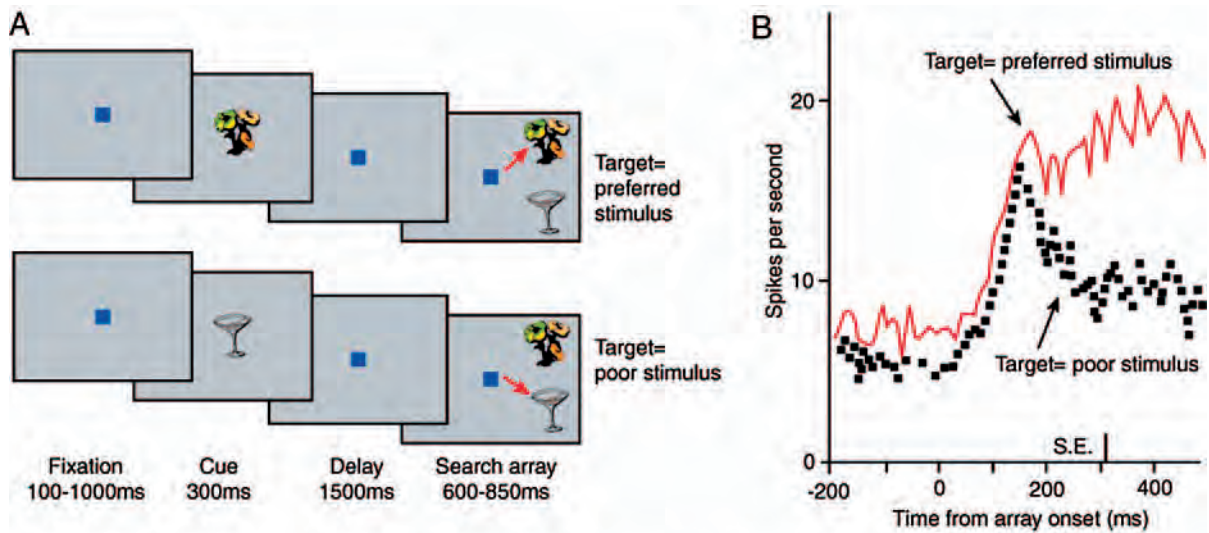 A
Target=
preferred
stimulus
Target=
poor stimulus
Fixation
100-1000ms
Cue
300ms
Delay
1500ms
Search array
600-850ms
B
Spikes per second
20
10
0
Target= preferred stimulus
Target= poor stimulus
S.E.
-200
0
200
400
Time from array onset (ms)